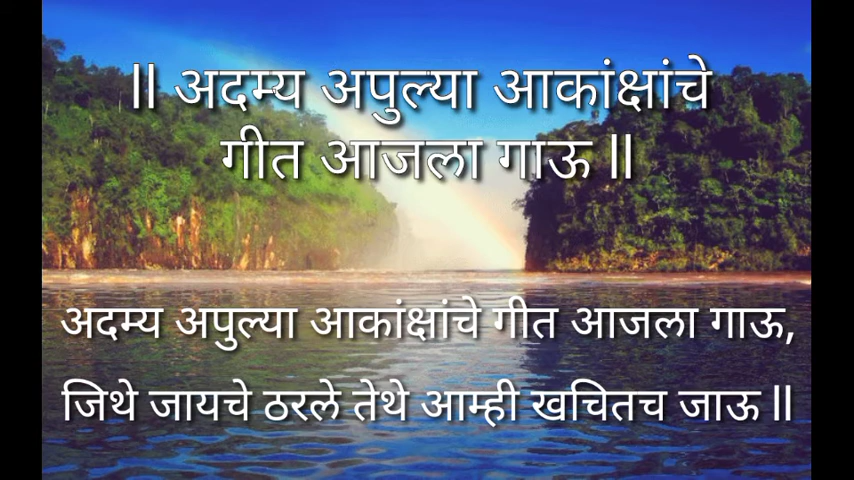 ॥ अदम्य अपुल्या आकांक्षांचे
गीत आजला गाऊ ॥
अदम्य अपुल्या आकांक्षांचे गीत आजला गाऊ,
जिथे जायचे ठरले तेथे आम्ही खचितच जाऊ ॥